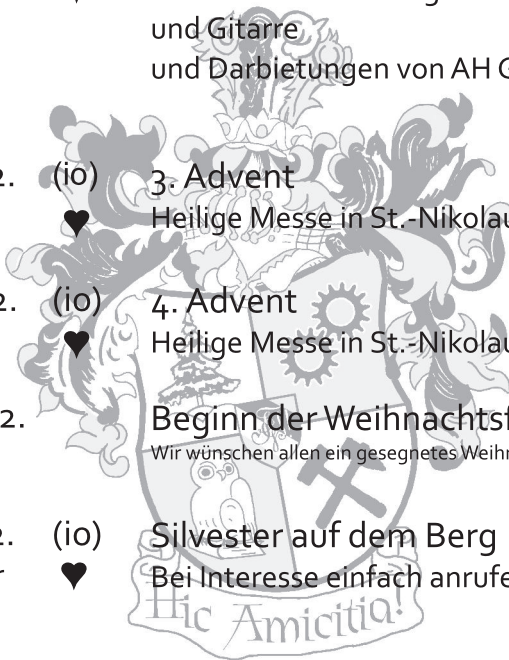 und Gitarre
und Darbietungen von AH
2. (io) 3. Advent
♥ Heilige Messe in St.-Nikolau
2. (io) 4. Advent
♥ Heilige Messe in St.-Nikolau
2. Beginn der Weihnachtsf
Wir wünschen allen ein gesegnetes Weihn
2. (io) Silvester auf dem Berg
♥ Bei Interesse einfach anrufe
Hic Amicitia!